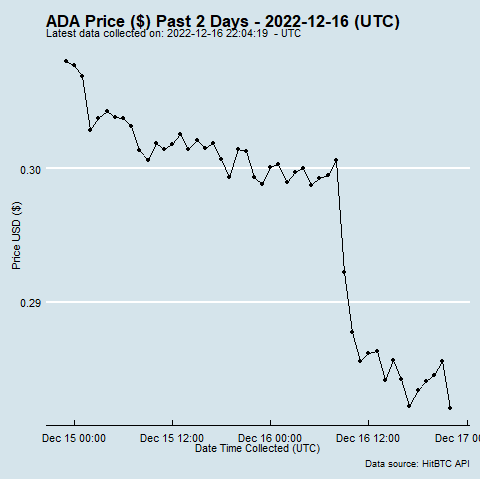 ADA Price ($) Past 2 Days - 2022-12-16 (UTC)
Latest data collected on: 2022-12-16 22:04:19 - UTC
0.30
Price USD ($)
0.29
Dec 15 00:00 Dec 15 12:00 Dec 16 00:00 Dec 16 12:00 Dec 17 00
Date Time Collected (UTC)
Data source: HitBTC API